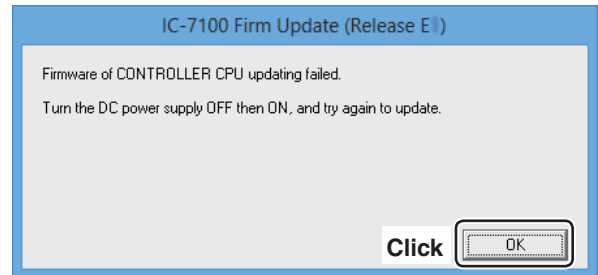 IC-7100 Firm Update (Release E)
Firmware of CONTROLLER CPU updating failed.
Turn the DC power supply OFF then ON, and try again to update.
Click OK